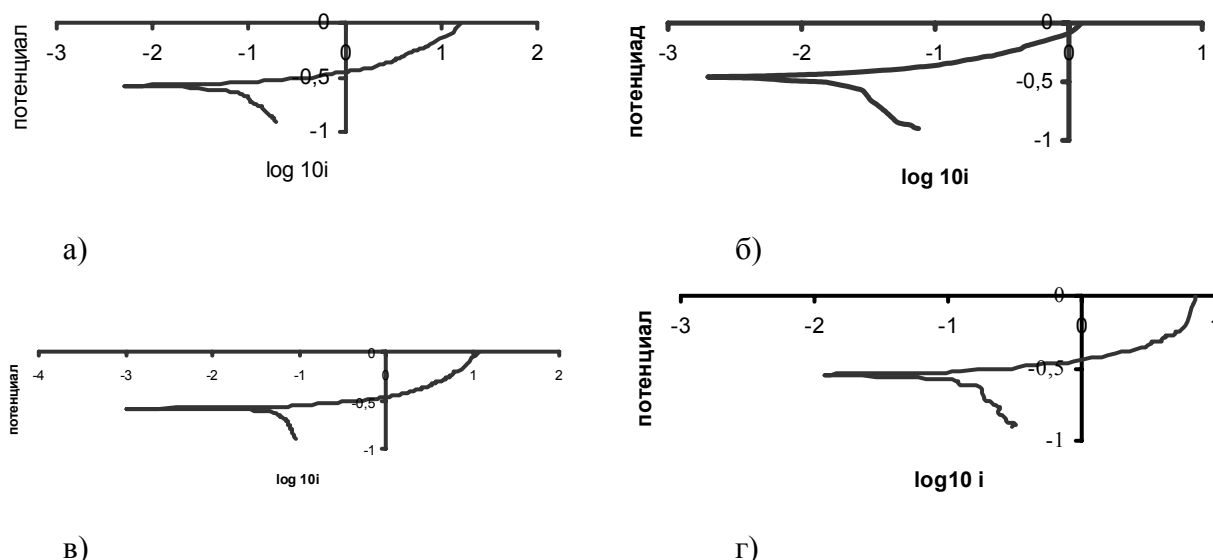 0
-3 -2 -1 0 1 2
-0,5
-1
потенциал
log 10i
а)
0
-3 -2 -1 0 1
-0,5
-1
потенциад
log 10i
б)
0
-4 -3 -2 -1 0 1 2
-0,5
-1
потенциал
log 10i
в)
0
-3 -2 -1 0 1
-0,5
-1
потенциал
log10 i
г)